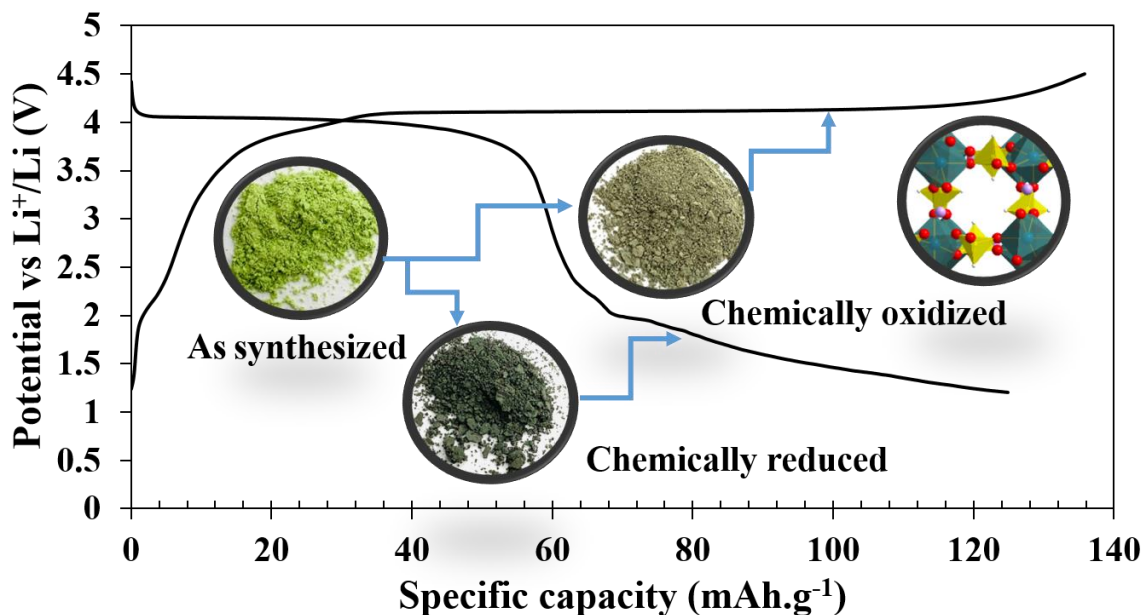 Potential vs Li⁺/Li (V)
5
4.5
4
3.5
3
2.5
2
1.5
1
0.5
0
As synthesized
Chemically oxidized
Chemically reduced
0 20 40 60 80 100 120 140
Specific capacity (mAh.g⁻¹)